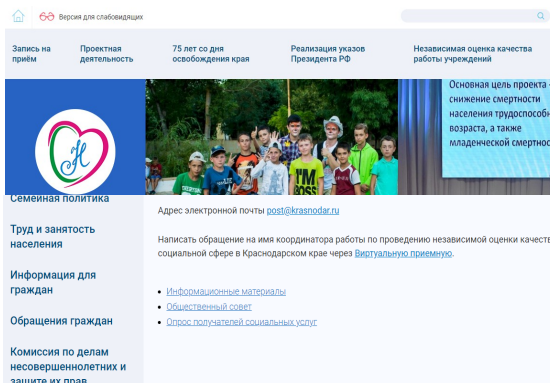 Версия для слабовидящих
Запись на
приём
Проектная
деятельность
75 лет со дня
освобождения края
Реализация указов
Президента РФ
Независимая оценка качества
работы учреждений
Н
I'M
BOSS
Основная цель проекта -
снижение смертности
населения трудоспособн
возраста, а также
младенческой смертнос
Семейная политика
Труд и занятость
населения
Информация для
граждан
Обращения граждан
Комиссия по делам
несовершеннолетних и
защите их прав
Адрес электронной почты post@krasnodar.ru
Написать обращение на имя координатора работы по проведению независимой оценки качеств
социальной сфере в Краснодарском крае через Виртуальную приемную.
Информационные материалы
Общественный совет
Опрос получателей социальных услуг